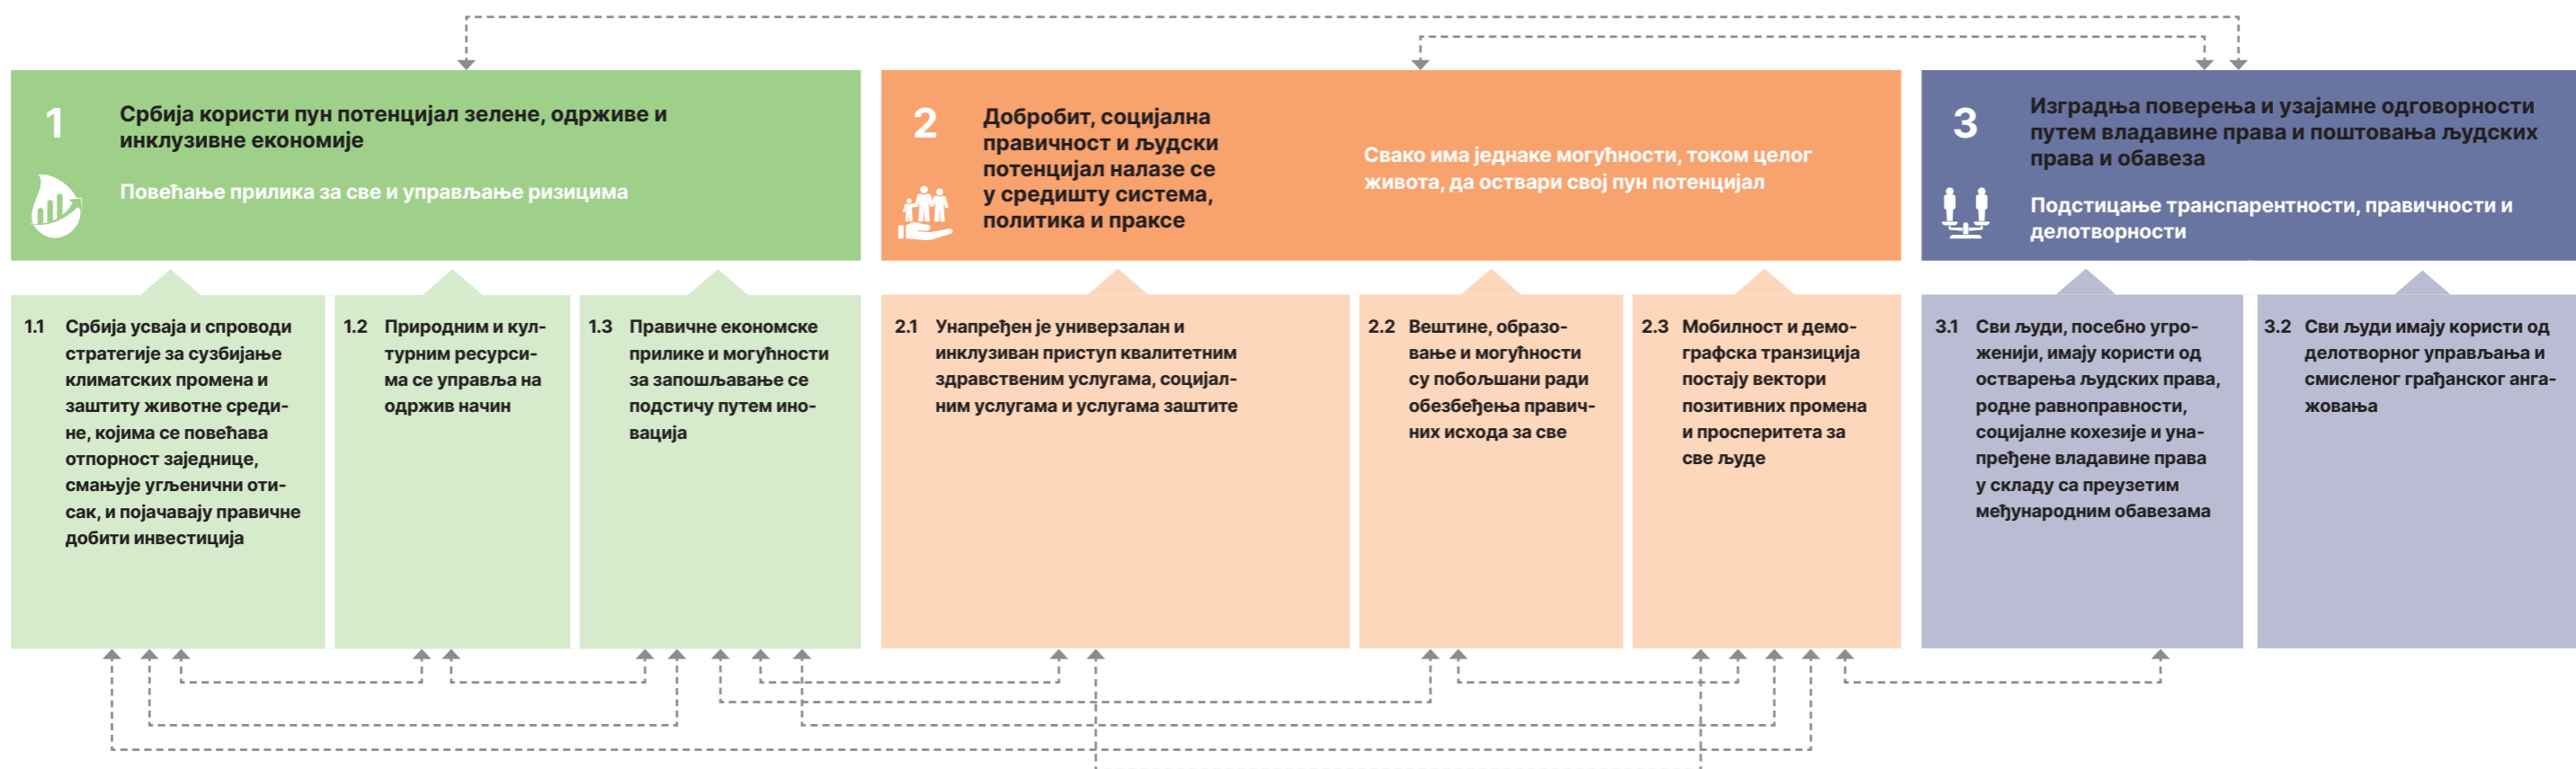 1
Србија користи пун потенцијал зелене, одрживе и
инклузивне економије
Повећање прилика за све и управљање ризицима
2
Добробит, социјална
правичност и људски
потенцијал налазе се
у средишту система,
политика и праксе
Свако има једнаке могућности, током целог
живота, да оствари свој пун потенцијал
3
Изградња поверења и узајамне одговорности
путем владавине права и поштовања људских
права и обавеза
Подстицање транспарентности, правичности и
делотворности
1.1 Србија усваја и спроводи
стратегије за сузбијање
климатских промена и
заштиту животне среди-
не, којима се повећава
отпорност заједнице,
смањује угљенични оти-
сак, и појачавају правичне
добити инвестиција
1.2 Природним и кул-
турним ресурси-
ма се управља на
одржив начин
1.3 Правичне економске
прилике и могућности
за запошљавање се
подстичу путем ино-
вација
2.1 Унапређен је универзалан и
инклузиван приступ квалитетним
здравственим услугама, социјал-
ним услугама и услугама заштите
2.2 Вештине, образо-
вање и могућности
су побољшани ради
обезбеђења правич-
них исхода за све
2.3 Мобилност и демо-
графска транзиција
постају вектори
позитивних промена
и просперитета за
све људе
3.1 Сви људи, посебно угро-
женији, имају користи од
остварења људских права,
родне равноправности,
социјалне кохезије и уна-
пређене владавине права
у складу са преузетим
међународним обавезама
3.2 Сви људи имају користи од
делотворног управљања и
смисленог грађанског анга-
жовања